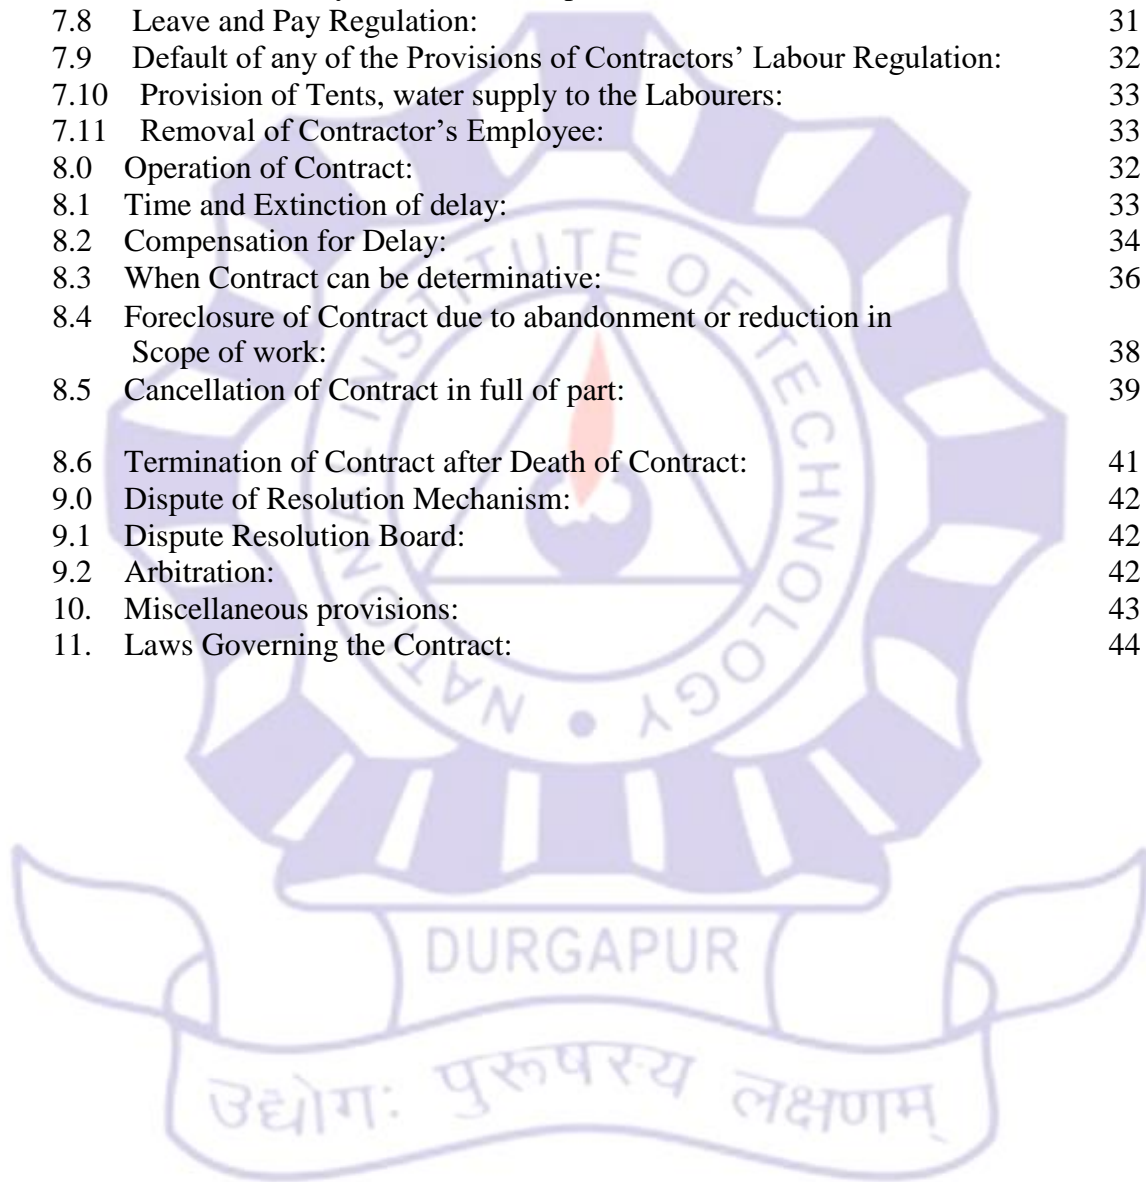 7.8 Leave and Pay Regulation: 31
7.9 Default of any of the Provisions of Contractors’ Labour Regulation: 32
7.10 Provision of Tents, water supply to the Labourers: 33
7.11 Removal of Contractor’s Employee: 33
8.0 Operation of Contract: 32
8.1 Time and Extinction of delay: 33
8.2 Compensation for Delay: 34
8.3 When Contract can be determinative: 36
8.4 Foreclosure of Contract due to abandonment or reduction in
Scope of work: 38
8.5 Cancellation of Contract in full of part: 39
8.6 Termination of Contract after Death of Contract: 41
9.0 Dispute of Resolution Mechanism: 42
9.1 Dispute Resolution Board: 42
9.2 Arbitration: 42
10. Miscellaneous provisions: 43
11. Laws Governing the Contract: 44
NATIONAL INSTITUTE OF TECHNOLOGY
DURGAPUR
उद्योगः पुरूषस्य लक्षणम्